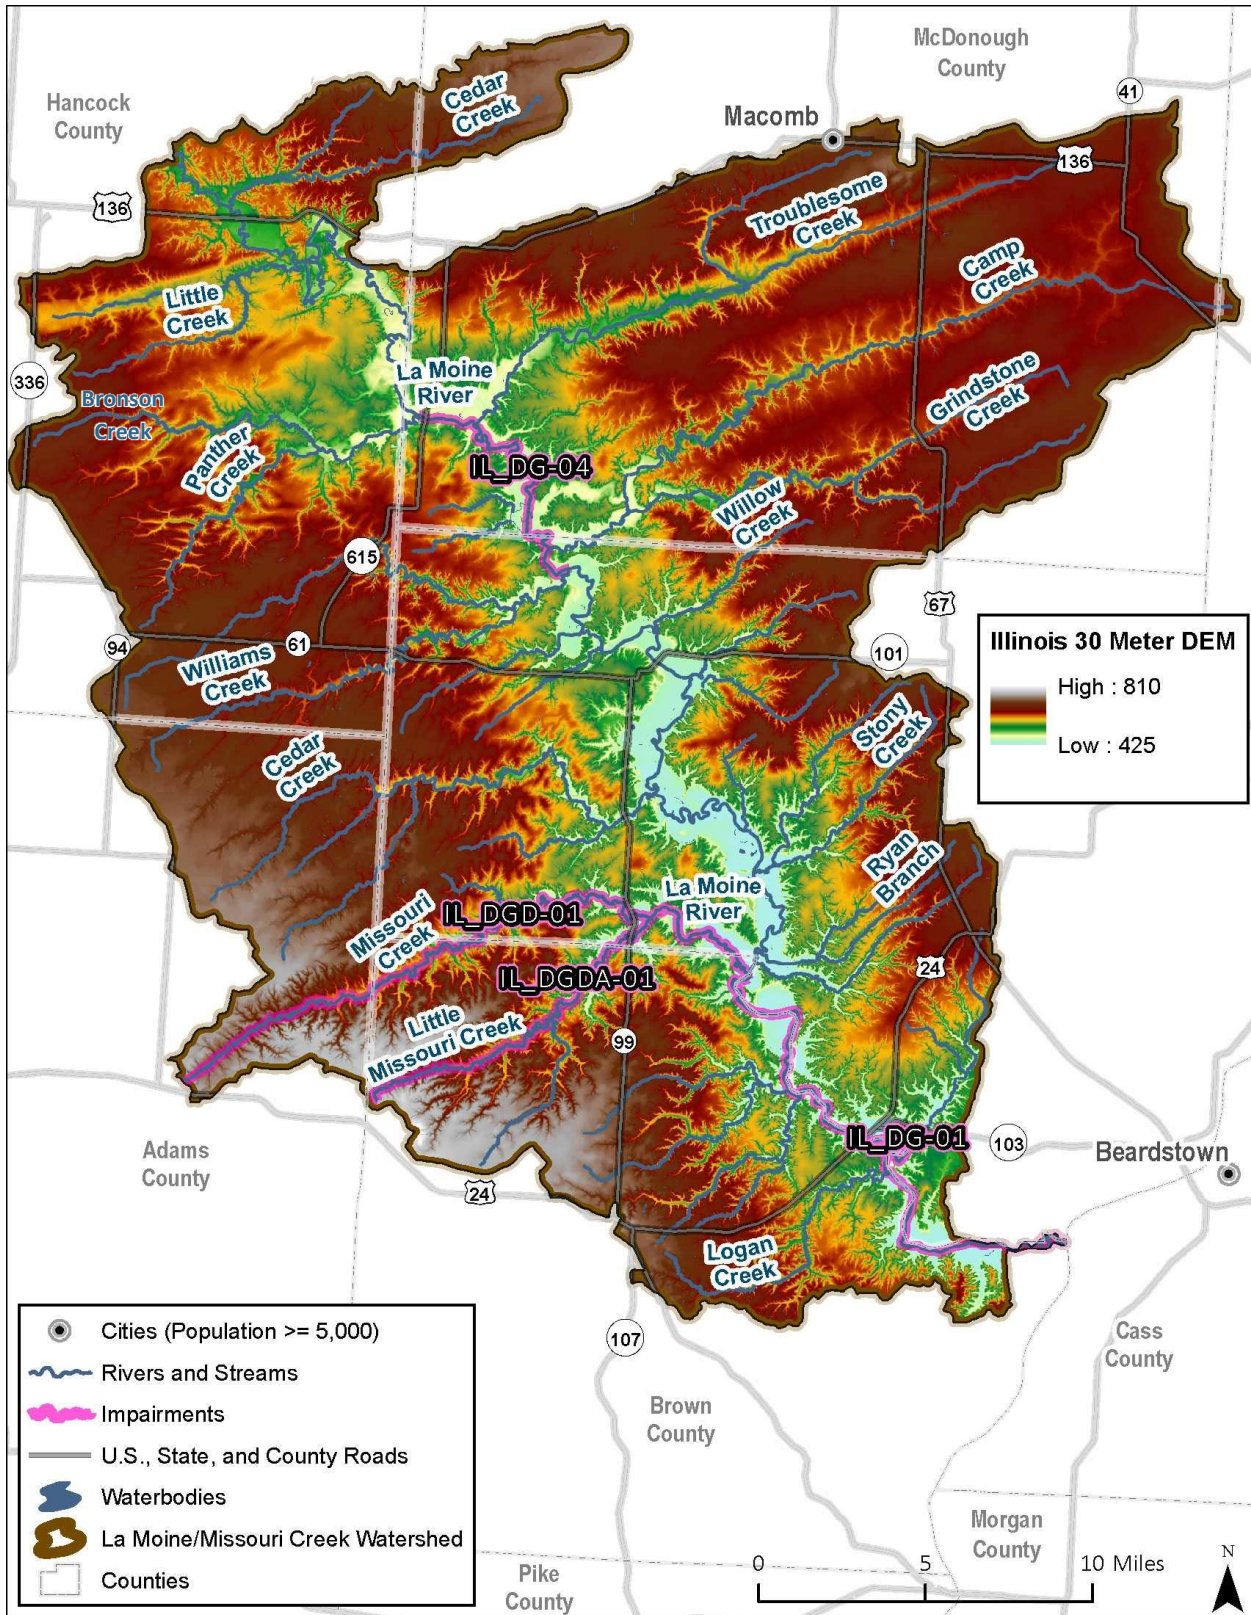 McDonough
County
Hancock
County
Cedar
Creek
41
Macomb
136
136
Troublesome
Creek
Camp
Creek
Little
Creek
336
La Moine
River
Bronson
Creek
Grindstone
Creek
Panther
Creek
IL_DG-04
Willow
Creek
615
67
94
61
101
Williams
Creek
Illinois 30 Meter DEM
High : 810
Low : 425
Stony
Creek
Cedar
Creek
Ryan
Branch
La Moine
River
Missouri
Creek
IL_DGD-01
IL_DGDA-01
24
Little
Missouri Creek
99
IL_DG-01
103
Adams
County
Beardstown
24
Logan
Creek
107
Cities (Population >= 5,000)
Rivers and Streams
Impairments
U.S., State, and County Roads
Waterbodies
La Moine/Missouri Creek Watershed
Counties
Cass
County
Brown
County
Morgan
County
Pike
County
0 5 10 Miles
N